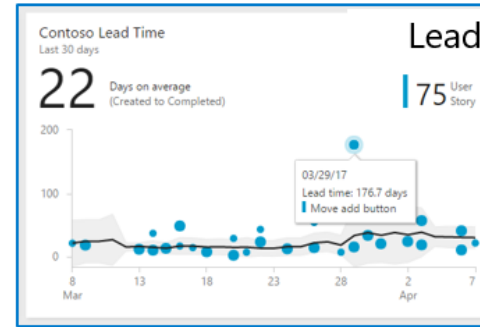 Contoso Lead Time
Last 30 days
Lead
22
Days on average
(Created to Completed)
75
User
Story
200
100
0
03/29/17
Lead time: 176.7 days
Move add button
8
13
18
23
28
2
7
Mar
Apr